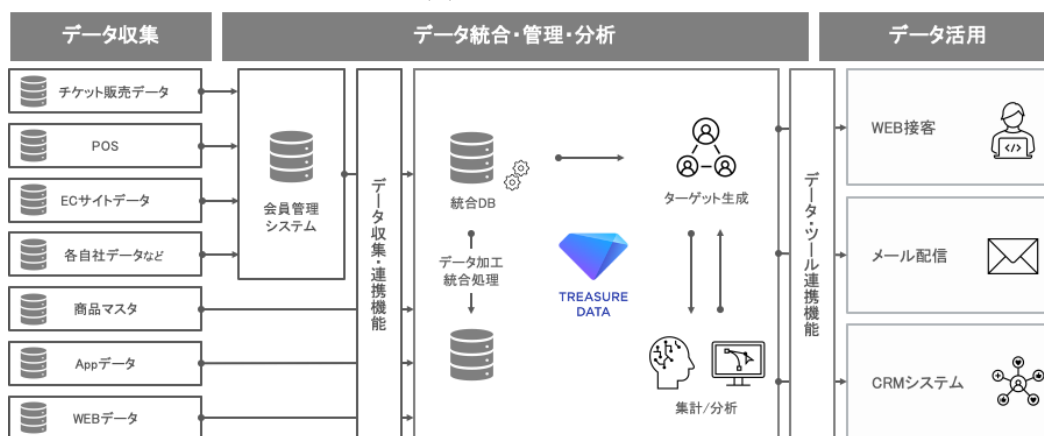 データ収集
データ統合・管理・分析
データ活用
チケット販売データ
POS
ECサイトデータ
各自社データなど
商品マスタ
Appデータ
WEBデータ
会員管理
システム
データ収集・連携機能
統合DB
データ加工
統合処理
ターゲット生成
TREASURE
DATA
集計/分析
データ・ツール連携機能
WEB接客
メール配信
CRMシステム